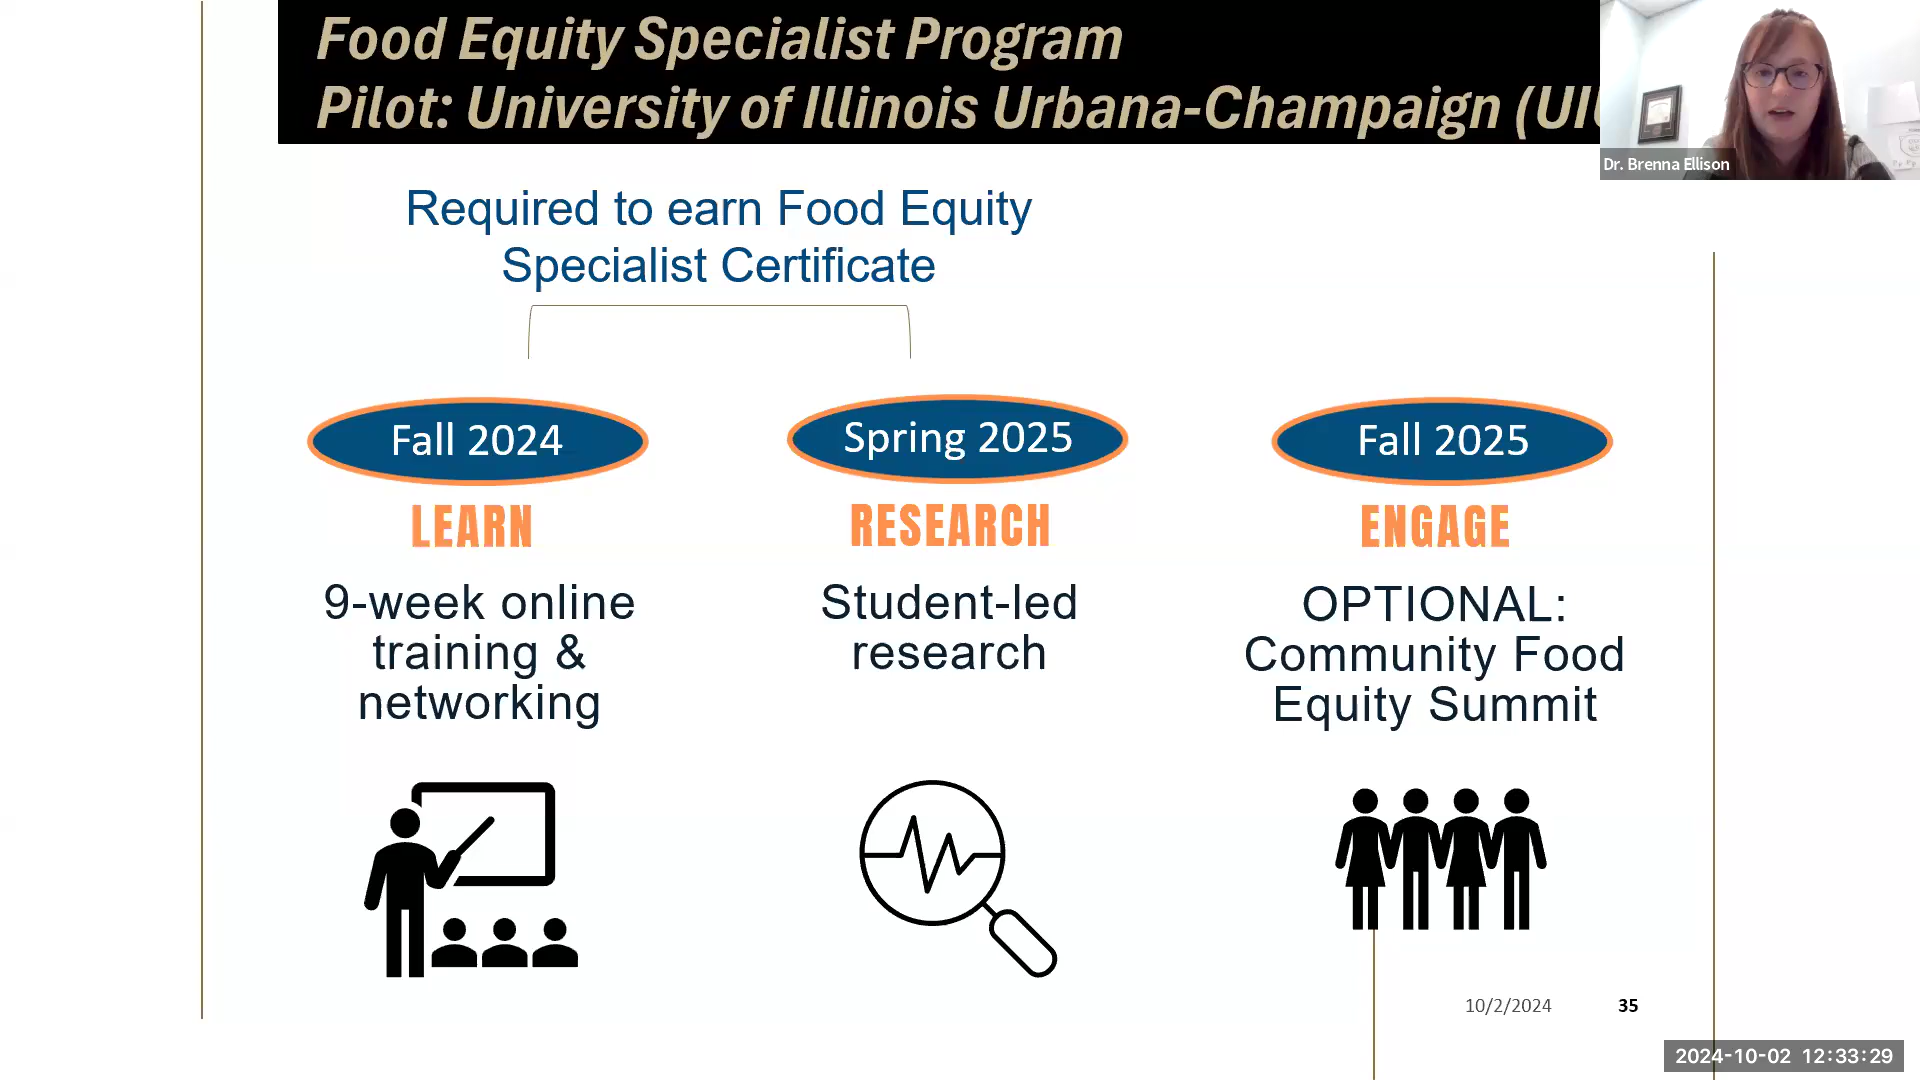 Food Equity Specialist Program
Pilot: University of Illinois Urbana-Champaign (UIU
Dr. Brenna Ellison
Required to earn Food Equity
Specialist Certificate
Fall 2024
LEARN
9-week online
training &
networking
Spring 2025
RESEARCH
Student-led
research
Fall 2025
ENGAGE
OPTIONAL:
Community Food
Equity Summit
10/2/2024
35
2024-10-02 12:33:29